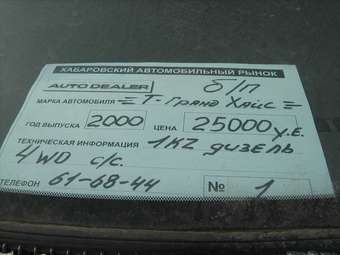 ХАБАРОВСКИЙ АВТОМОБИЛЬНЫЙ РЫНОК
AUTO DEALER б/п
МАРКА АВТОМОБИЛЯ Т-Гранд Хайс
ГОД ВЫПУСКА 2000 ЦЕНА 25000 у.е.
ТЕХНИЧЕСКАЯ ИНФОРМАЦИЯ 1KZ дизель
4WD с/с.
ТЕЛЕФОН 61-68-44 № 1